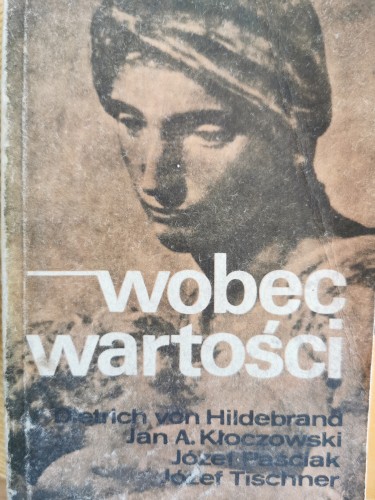 wobec
wartości
Dietrich von Hildebrand
Jan A. Kłoczowski
Józef Paściak
Józef Tischner